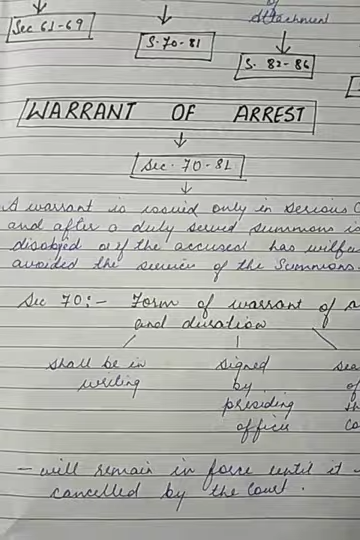 of
Attachment
Sec 61-69
S. 70-81
S. 82-86
WARRANT OF ARREST
Sec. 70-81
A warrant is issued only in serious
and after a duly served summons is
disobeyed or if the accused has
avoided the service of the Summons.
Sec 70:- Form of warrant of
and duration
shall be in
writing
signed
by
presiding
officer
of
- will remain in force until it
cancelled by the Court.